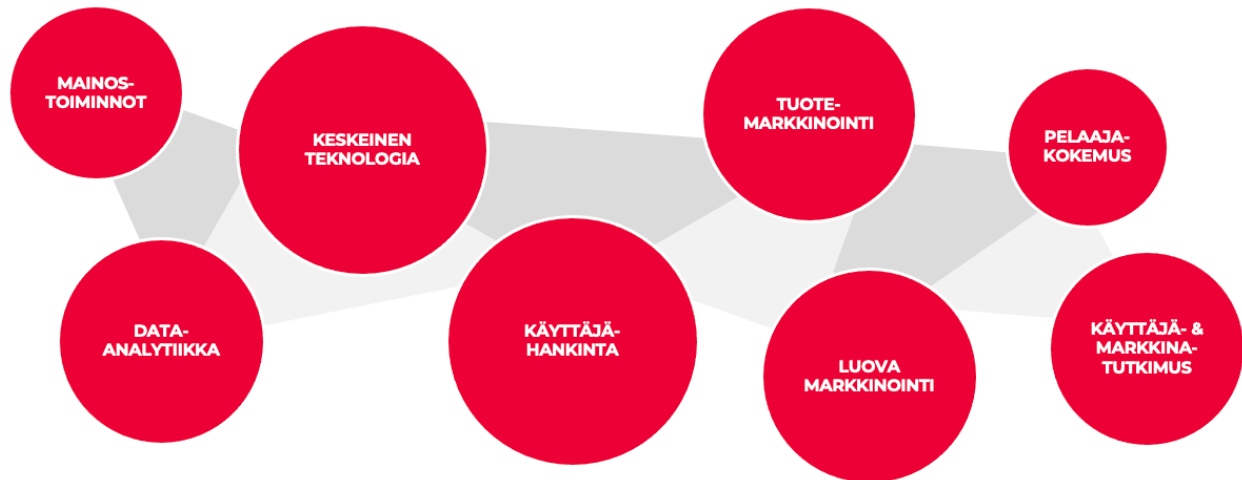 MAINOS-
TOIMINNOT
KESKEINEN
TEKNOLOGIA
TUOTE-
MARKKINOINTI
PELAAJA-
KOKEMUS
DATA-
ANALYTIIKKA
KÄYTTÄJÄ-
HANKINTA
LUOVA
MARKKINOINTI
KÄYTTÄJÄ- &
MARKKINA-
TUTKIMUS